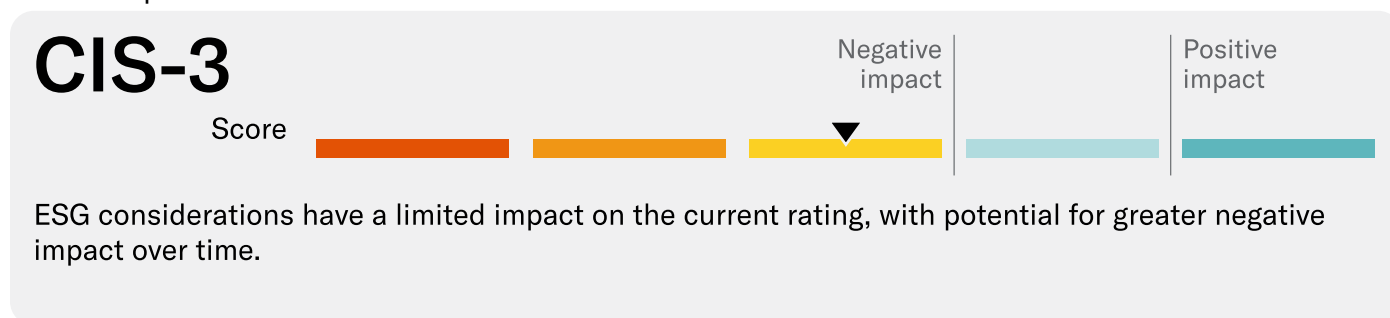 CIS-3
Negative
impact
Positive
impact
Score
ESG considerations have a limited impact on the current rating, with potential for greater negative
impact over time.